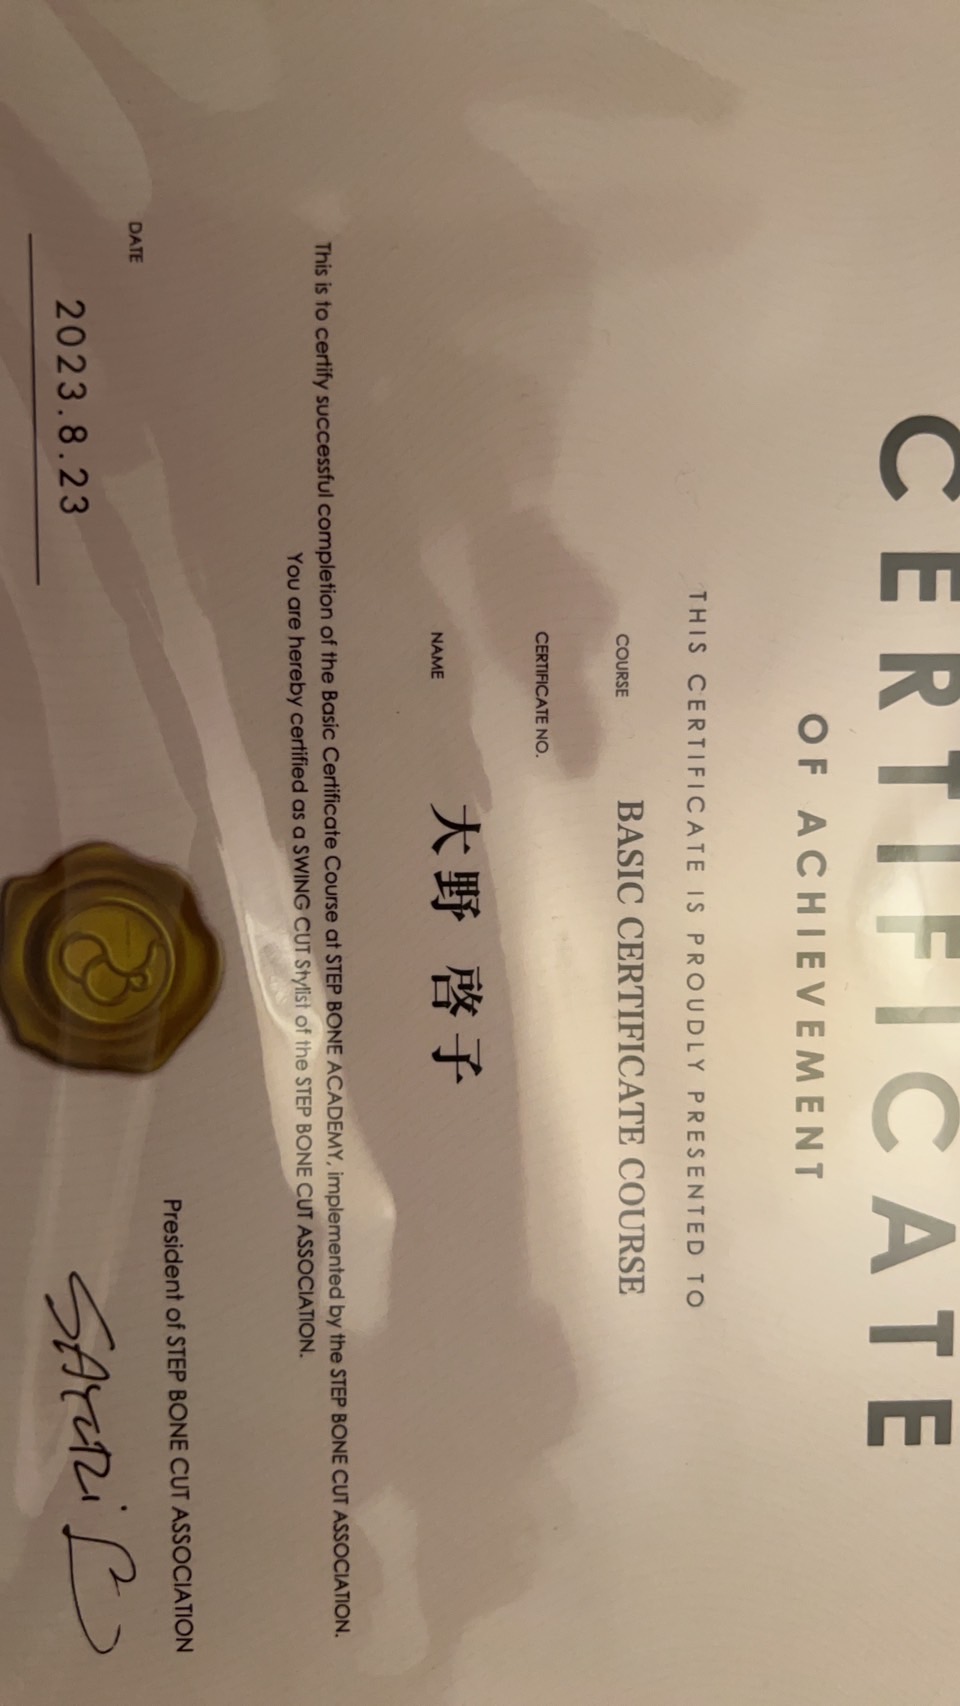 CERTIFICATE
OF ACHIEVEMENT
THIS CERTIFICATE IS PROUDLY PRESENTED TO
COURSE BASIC CERTIFICATE COURSE
CERTIFICATE NO.
NAME 大野 啓子
This is to certify successful completion of the Basic Certificate Course at STEP BONE ACADEMY, implemented by the STEP BONE CUT ASSOCIATION.
You are hereby certified as a SWING CUT Stylist of the STEP BONE CUT ASSOCIATION.
DATE 2023.8.23
President of STEP BONE CUT ASSOCIATION